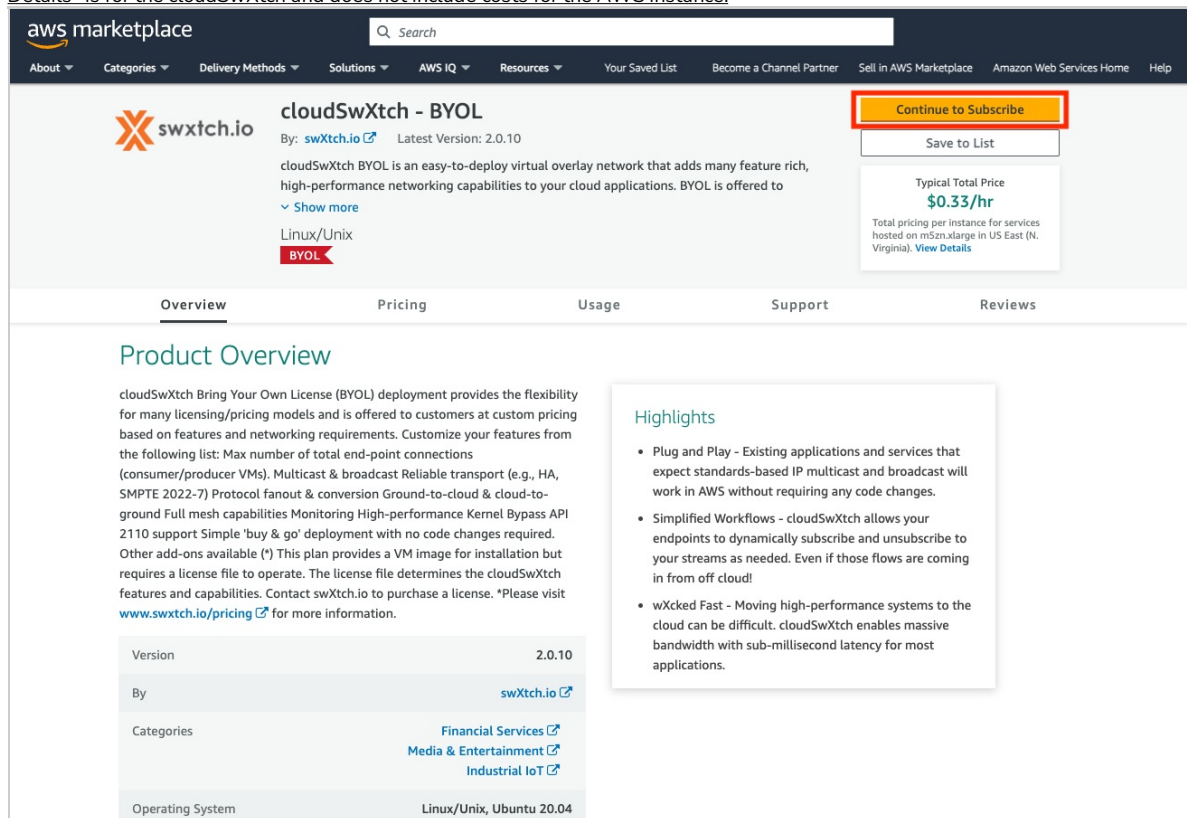 Details" is for the cloudSwXtch and does not include costs for the AWS instance.
aws marketplace
Search
About Categories Delivery Methods Solutions AWS IQ Resources Your Saved List Become a Channel Partner Sell in AWS Marketplace Amazon Web Services Home Help
swxtch.io
cloudSwXtch - BYOL
By: swXtch.io Latest Version: 2.0.10
cloudSwXtch BYOL is an easy-to-deploy virtual overlay network that adds many feature rich,
high-performance networking capabilities to your cloud applications. BYOL is offered to
Show more
Linux/Unix
BYOL
Continue to Subscribe
Save to List
Typical Total Price
$0.33/hr
Total pricing per instance for services
hosted on m5zn.xlarge in US East (N.
Virginia). View Details
Overview Pricing Usage Support Reviews
Product Overview
cloudSwXtch Bring Your Own License (BYOL) deployment provides the flexibility
for many licensing/pricing models and is offered to customers at custom pricing
based on features and networking requirements. Customize your features from
the following list: Max number of total end-point connections
(consumer/producer VMs). Multicast & broadcast Reliable transport (e.g., HA,
SMPTE 2022-7) Protocol fanout & conversion Ground-to-cloud & cloud-to-
ground Full mesh capabilities Monitoring High-performance Kernel Bypass API
2110 support Simple 'buy & go' deployment with no code changes required.
Other add-ons available (*) This plan provides a VM image for installation but
requires a license file to operate. The license file determines the cloudSwXtch
features and capabilities. Contact swXtch.io to purchase a license. *Please visit
www.swxtch.io/pricing for more information.
Version 2.0.10
By swXtch.io
Categories Financial Services
Media & Entertainment
Industrial IoT
Operating System Linux/Unix, Ubuntu 20.04
Highlights
• Plug and Play - Existing applications and services that
expect standards-based IP multicast and broadcast will
work in AWS without requiring any code changes.
• Simplified Workflows - cloudSwXtch allows your
endpoints to dynamically subscribe and unsubscribe to
your streams as needed. Even if those flows are coming
in from off cloud!
• wXcked Fast - Moving high-performance systems to the
cloud can be difficult. cloudSwXtch enables massive
bandwidth with sub-millisecond latency for most
applications.